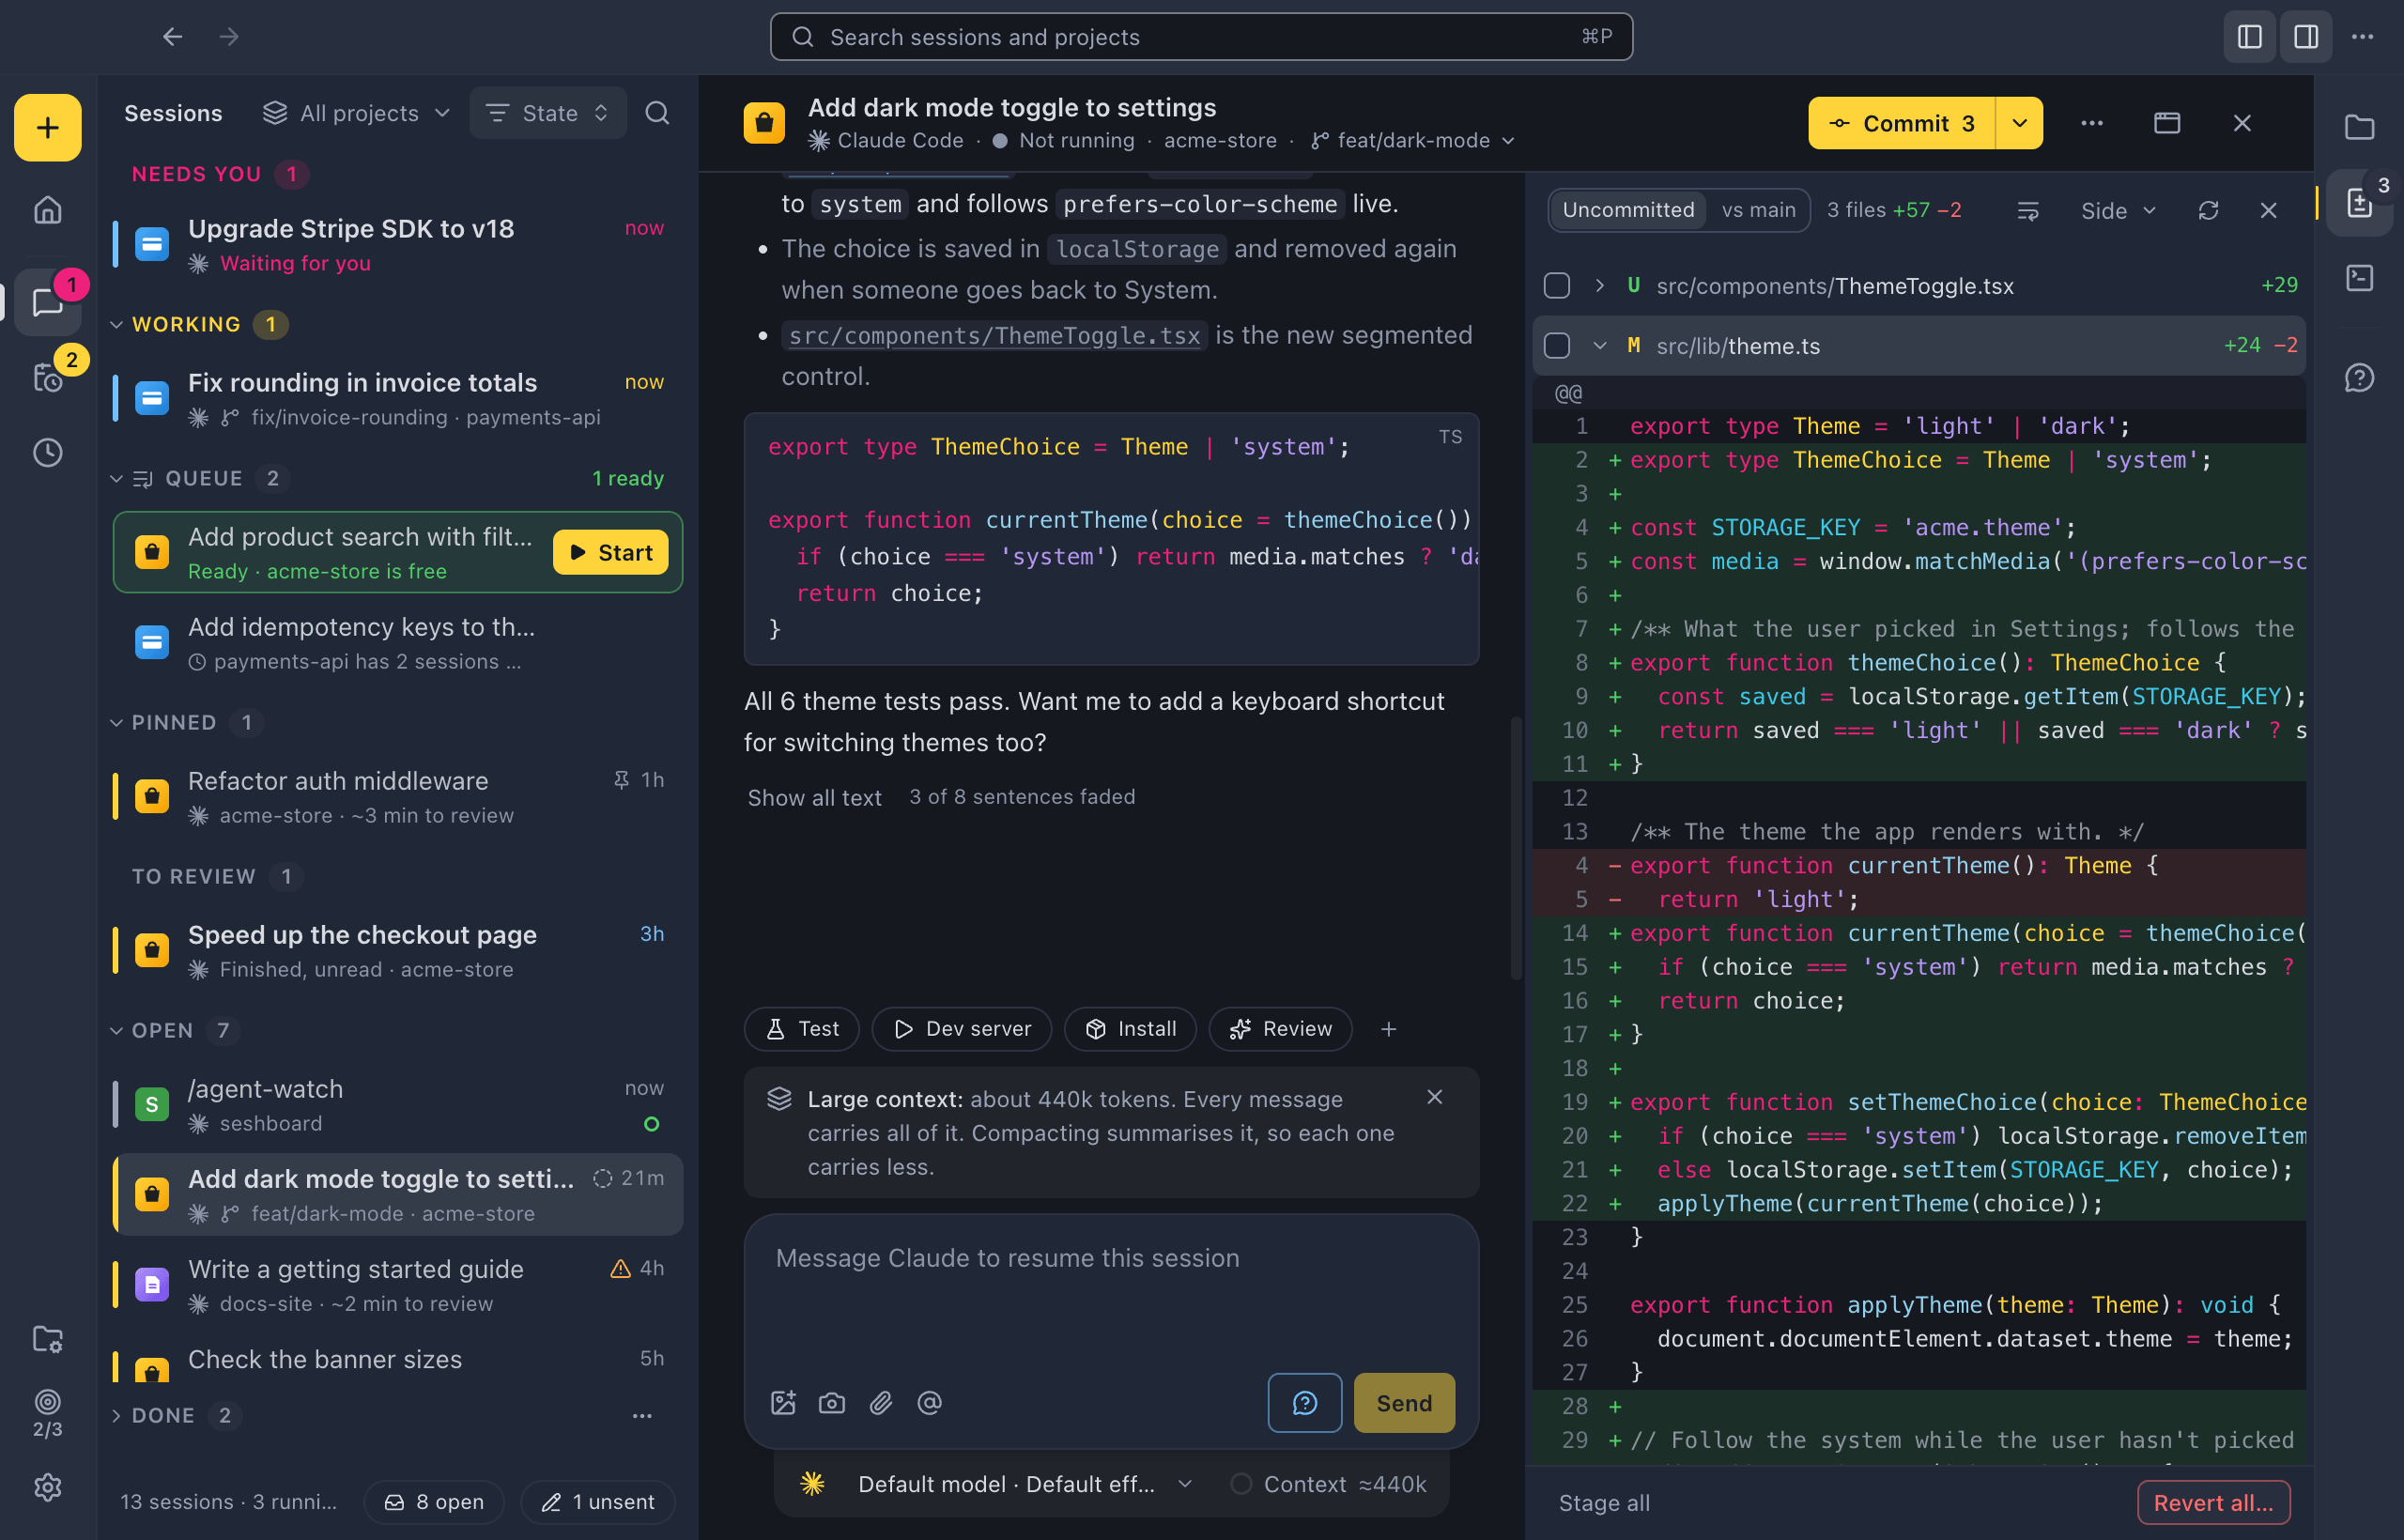 Search sessions and projects ⌘P
Sessions All projects State
NEEDS YOU 1
Upgrade Stripe SDK to v18 now
Waiting for you
1
WORKING 1
2
Fix rounding in invoice totals now
fix/invoice-rounding · payments-api
QUEUE 2 1 ready
Add product search with filt...
Ready · acme-store is free
Start
Add idempotency keys to th...
payments-api has 2 sessions ...
PINNED 1
Refactor auth middleware 1h
acme-store · ~3 min to review
TO REVIEW 1
Speed up the checkout page 3h
Finished, unread · acme-store
OPEN 7
S
/agent-watch now
seshboard
Add dark mode toggle to setti... 21m
feat/dark-mode · acme-store
Write a getting started guide 4h
docs-site · ~2 min to review
Check the banner sizes 5h
DONE 2
2/3
13 sessions · 3 runni... 8 open 1 unsent
Add dark mode toggle to settings
Claude Code · Not running · acme-store · feat/dark-mode
Commit 3
to system and follows prefers-color-scheme live.
• The choice is saved in localStorage and removed again
when someone goes back to System.
• src/components/ThemeToggle.tsx is the new segmented
control.
TS
export type ThemeChoice = Theme | 'system';
export function currentTheme(choice = themeChoice())
if (choice === 'system') return media.matches ? 'da
return choice;
}
All 6 theme tests pass. Want me to add a keyboard shortcut
for switching themes too?
Show all text 3 of 8 sentences faded
Test Dev server Install Review
Large context: about 440k tokens. Every message
carries all of it. Compacting summarises it, so each one
carries less.
Message Claude to resume this session
Send
Default model · Default eff... Context ≈440k
Uncommitted vs main 3 files +57 −2 Side
3
U src/components/ThemeToggle.tsx +29
M src/lib/theme.ts +24 −2
@@
1 export type Theme = 'light' | 'dark';
2 + export type ThemeChoice = Theme | 'system';
3 +
4 + const STORAGE_KEY = 'acme.theme';
5 + const media = window.matchMedia('(prefers-color-sc
6 +
7 + /** What the user picked in Settings; follows the
8 + export function themeChoice(): ThemeChoice {
9 + const saved = localStorage.getItem(STORAGE_KEY);
10 + return saved === 'light' || saved === 'dark' ? s
11 + }
12
13 /** The theme the app renders with. */
4 − export function currentTheme(): Theme {
5 − return 'light';
14 + export function currentTheme(choice = themeChoice(
15 + if (choice === 'system') return media.matches ?
16 + return choice;
17 + }
18 +
19 + export function setThemeChoice(choice: ThemeChoice
20 + if (choice === 'system') localStorage.removeItem
21 + else localStorage.setItem(STORAGE_KEY, choice);
22 + applyTheme(currentTheme(choice));
23 }
24
25 export function applyTheme(theme: Theme): void {
26 document.documentElement.dataset.theme = theme;
27 }
28 +
29 + // Follow the system while the user hasn't picked
Stage all Revert all...